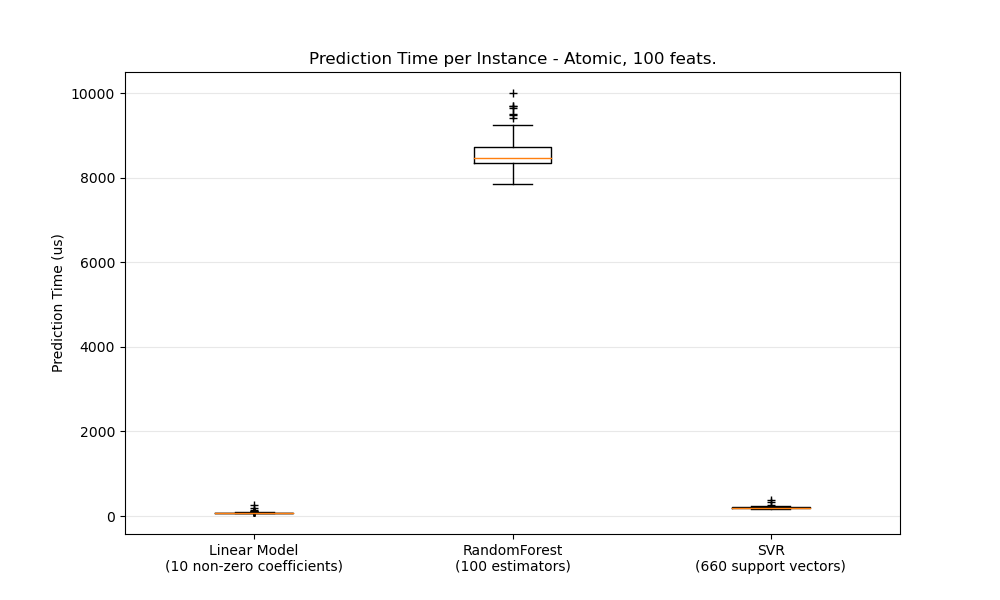 Prediction Time per Instance - Atomic, 100 feats.
Prediction Time (us)
10000
8000
6000
4000
2000
0
Linear Model
(10 non-zero coefficients)
RandomForest
(100 estimators)
SVR
(660 support vectors)